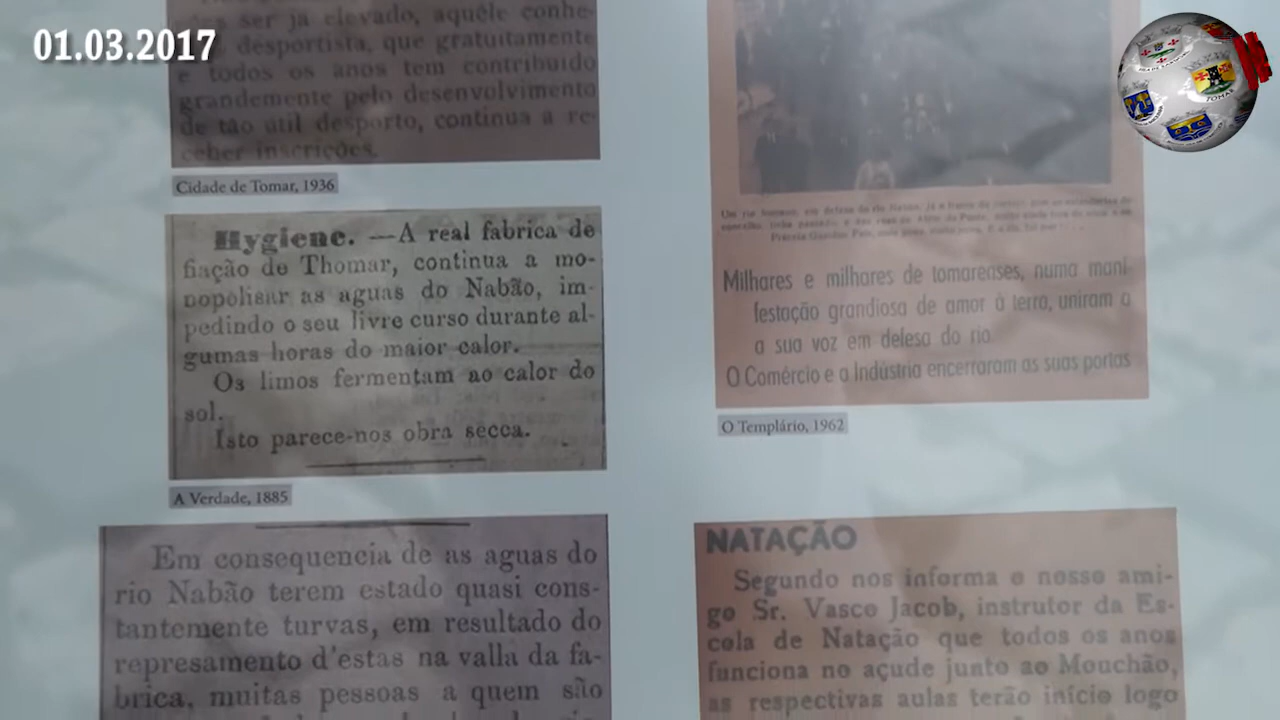 01.03.2017
ser já elevado, aquêle conhe-
desportista, que gratuitamente
e todos os anos tem contribuido
grandemente pelo desenvolvimento
de tão util desporto, continua a re-
ceber inscrições.
Cidade de Tomar, 1936
Hygiene. —A real fabrica de
fiação de Thomar, continua a mo-
nopolisar as aguas do Nabão, im-
pedindo o seu livre curso durante al-
gumas horas do maior calor.
Os limos fermentam ao calor do
sol.
Isto parece-nos obra secca.
A Verdade, 1885
Em consequencia de as aguas do
rio Nabão terem estado quasi cons-
tantemente turvas, em resultado do
represamento d'estas na valla da fa-
brica, muitas pessoas a quem são
Milhares e milhares de tomarenses, numa mani-
festação grandiosa de amor à terra, uniram a
a sua voz em defesa do rio
O Comércio e a Indústria encerraram as suas portas
O Templário, 1962
NATAÇÃO
Segundo nos informa o nosso ami-
go Sr. Vasco Jacob, instrutor da Es-
cola de Natação que todos os anos
funciona no açude junto ao Mouchão,
as respectivas aulas terão início logo
TOMAR